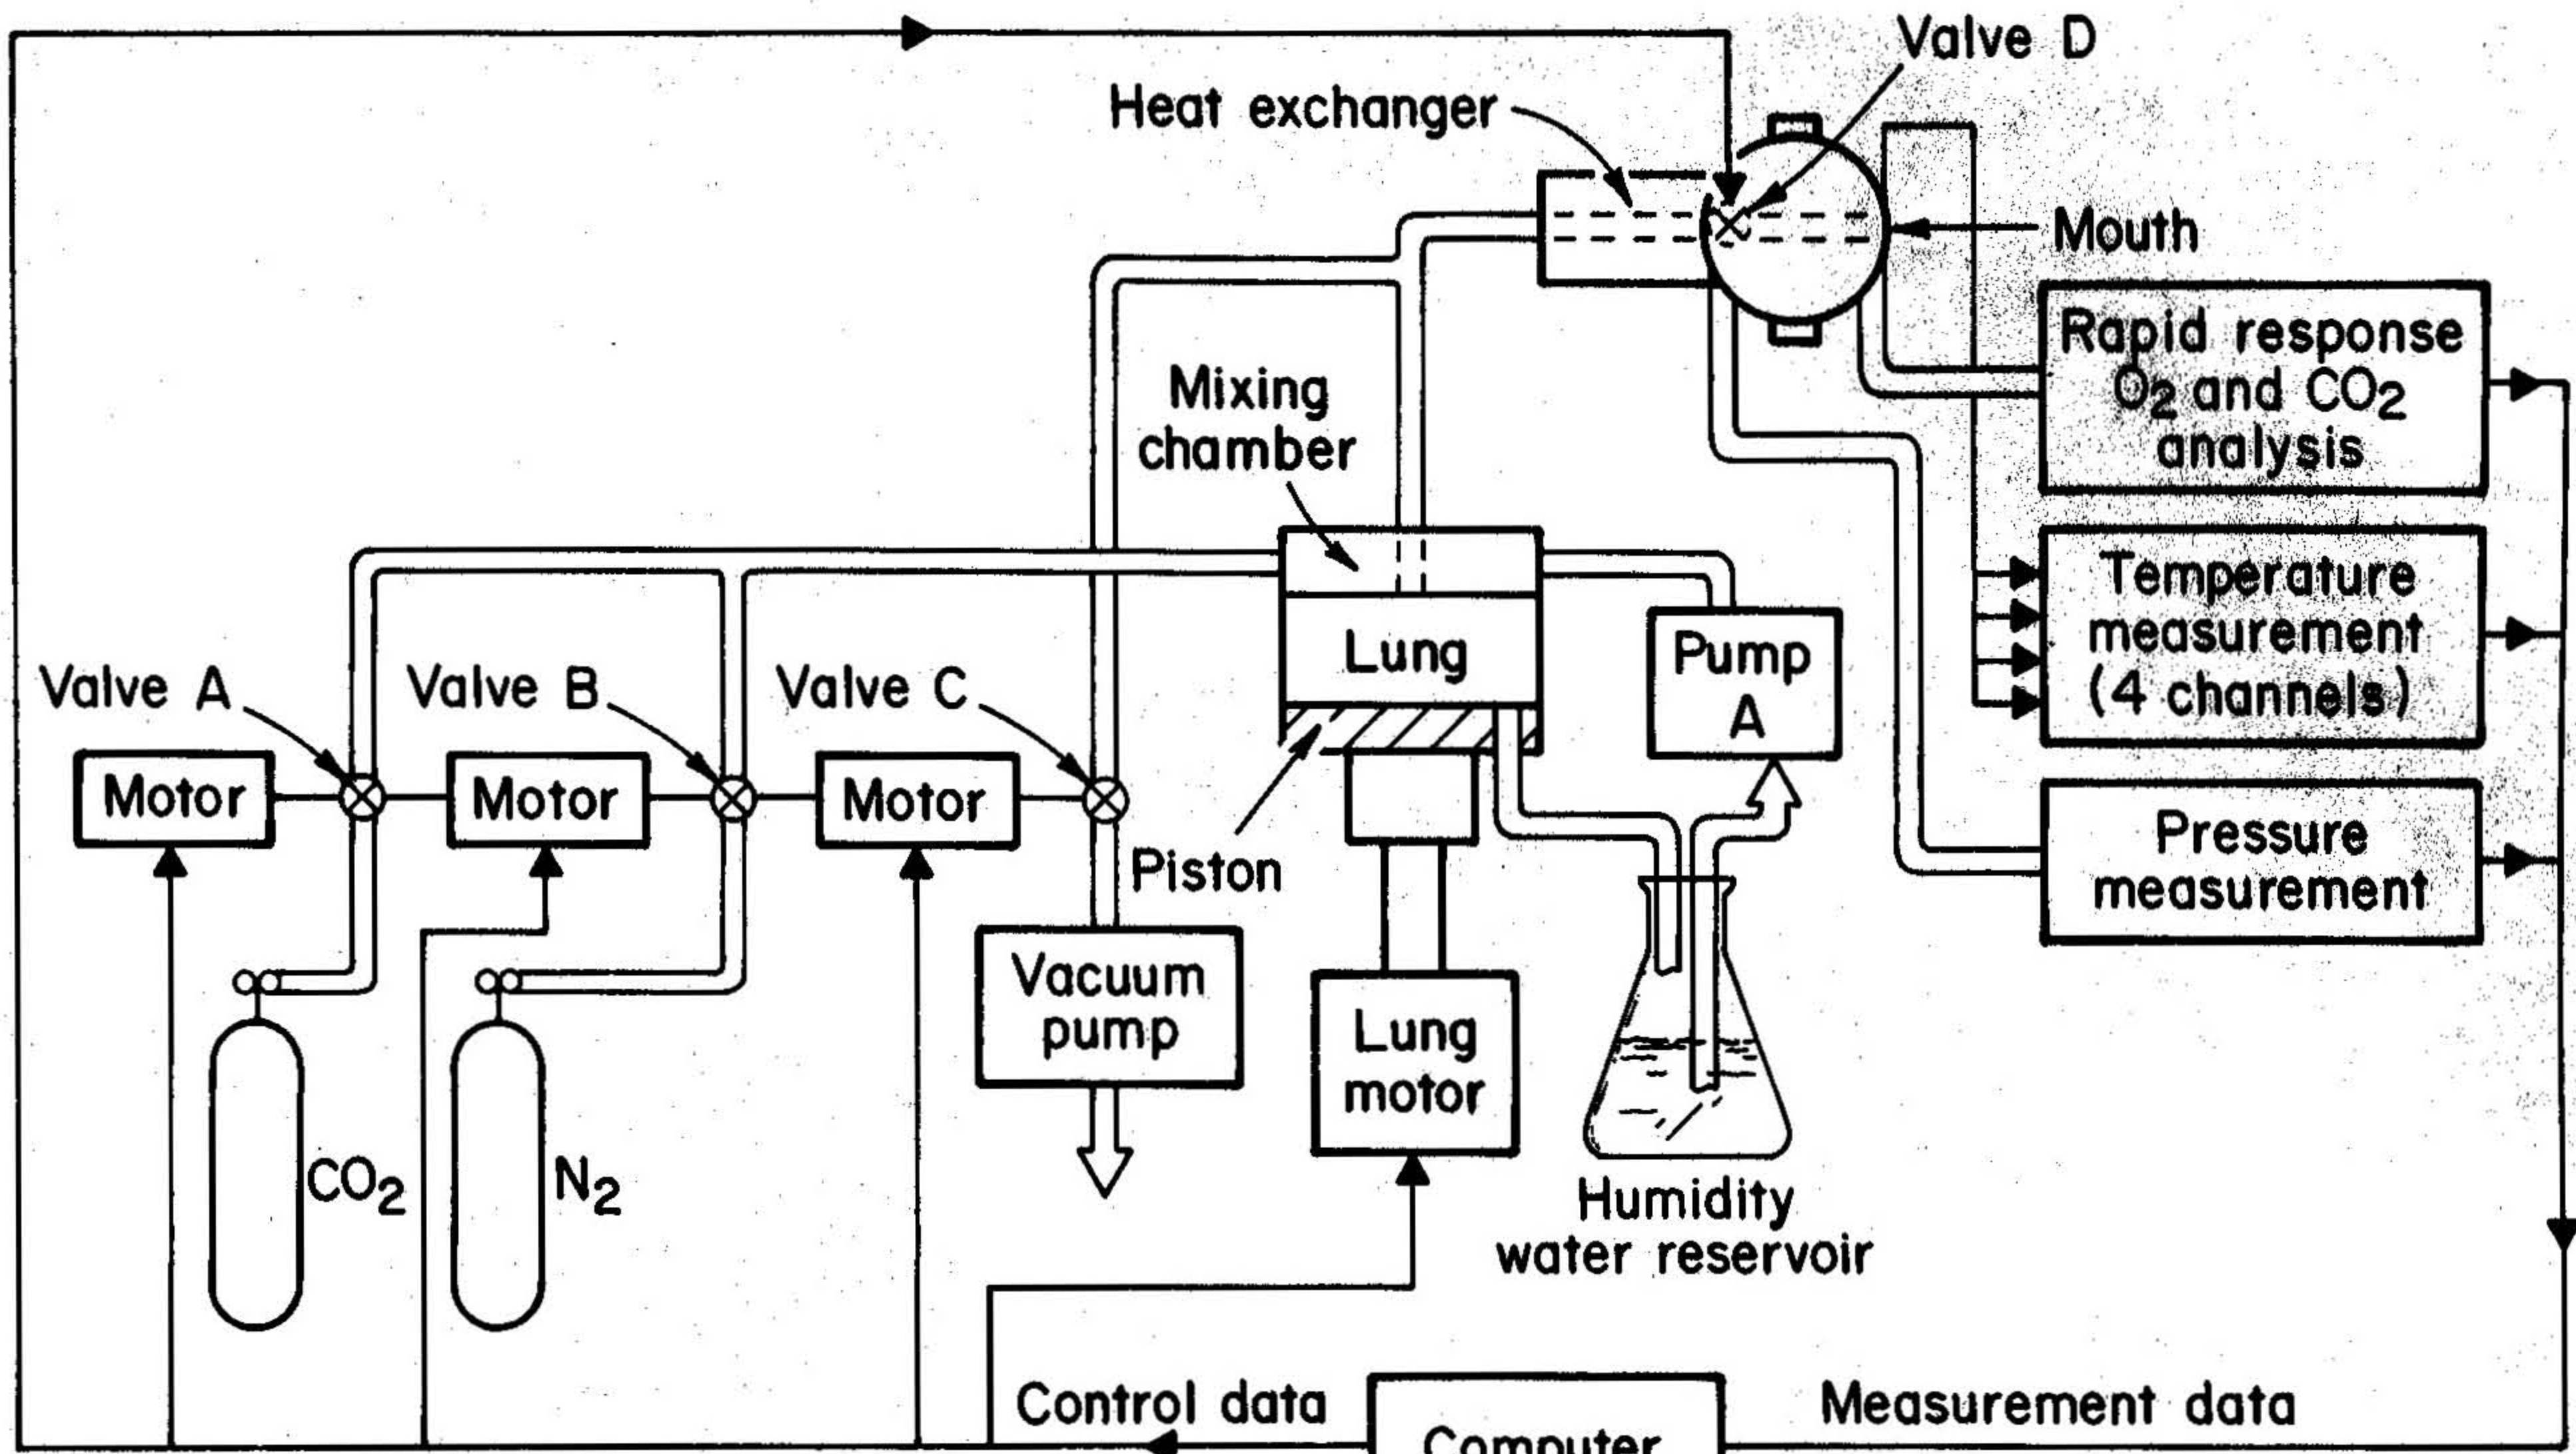 Valve D
Heat exchanger
Mouth
Rapid response
O2 and CO2
analysis
Mixing
chamber
Temperature
measurement
(4 channels)
Lung
Pump
A
Valve A
Valve B
Valve C
Motor
Motor
Motor
Piston
Pressure
measurement
Vacuum
pump
Lung
motor
CO2
N2
Humidity
water reservoir
Control data
Computer
Measurement data